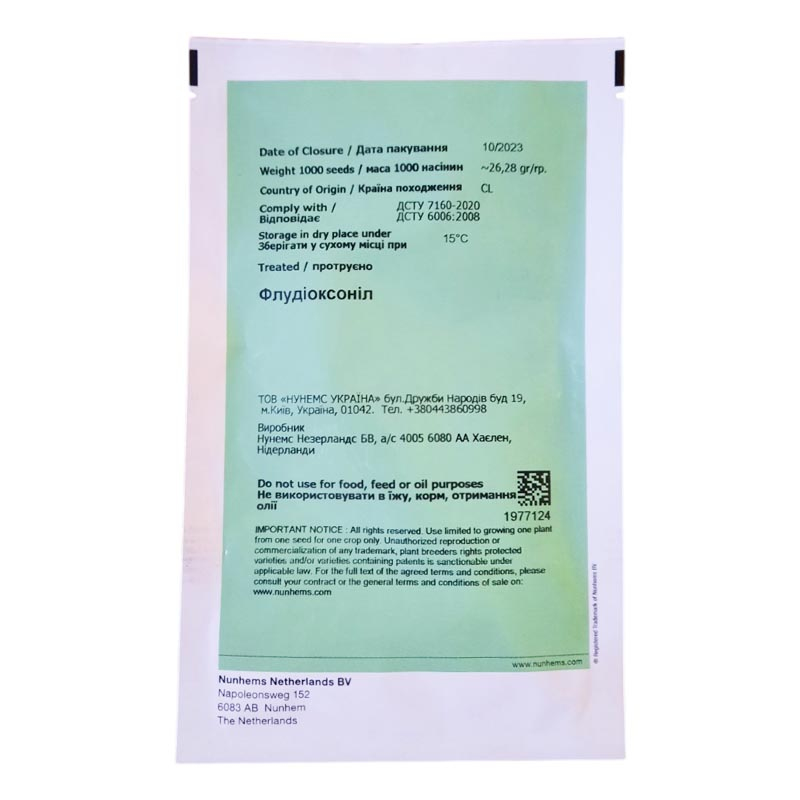 Date of Closure / Дата пакування 10/2023
Weight 1000 seeds / маса 1000 насінин ~26,28 gr/гр.
Country of Origin / Країна походження CL
Comply with / ДСТУ 7160-2020
Відповідає ДСТУ 6006:2008
Storage in dry place under
Зберігати у сухому місці при 15°C
Treated / протруєно
Флудіоксоніл
ТОВ «НУНЕМС УКРАЇНА» бул.Дружби Народів буд 19,
м.Київ, Україна, 01042. Тел. +380443860998
Виробник
Нунемс Незерландс БВ, а/с 4005 6080 АА Хаєлен,
Нідерланди
Do not use for food, feed or oil purposes
Не використовувати в їжу, корм, отримання
олії
1977124
IMPORTANT NOTICE : All rights reserved. Use limited to growing one plant
from one seed for one crop only. Unauthorized reproduction or
commercialization of any trademark, plant breeders rights protected
varieties and/or varieties containing patents is sanctionable under
applicable law. For the full text of the agreed terms and conditions, please
consult your contract or the general terms and conditions of sale on:
www.nunhems.com
www.nunhems.com
® Registered Trademark of Nunhems BV
Nunhems Netherlands BV
Napoleonsweg 152
6083 AB Nunhem
The Netherlands